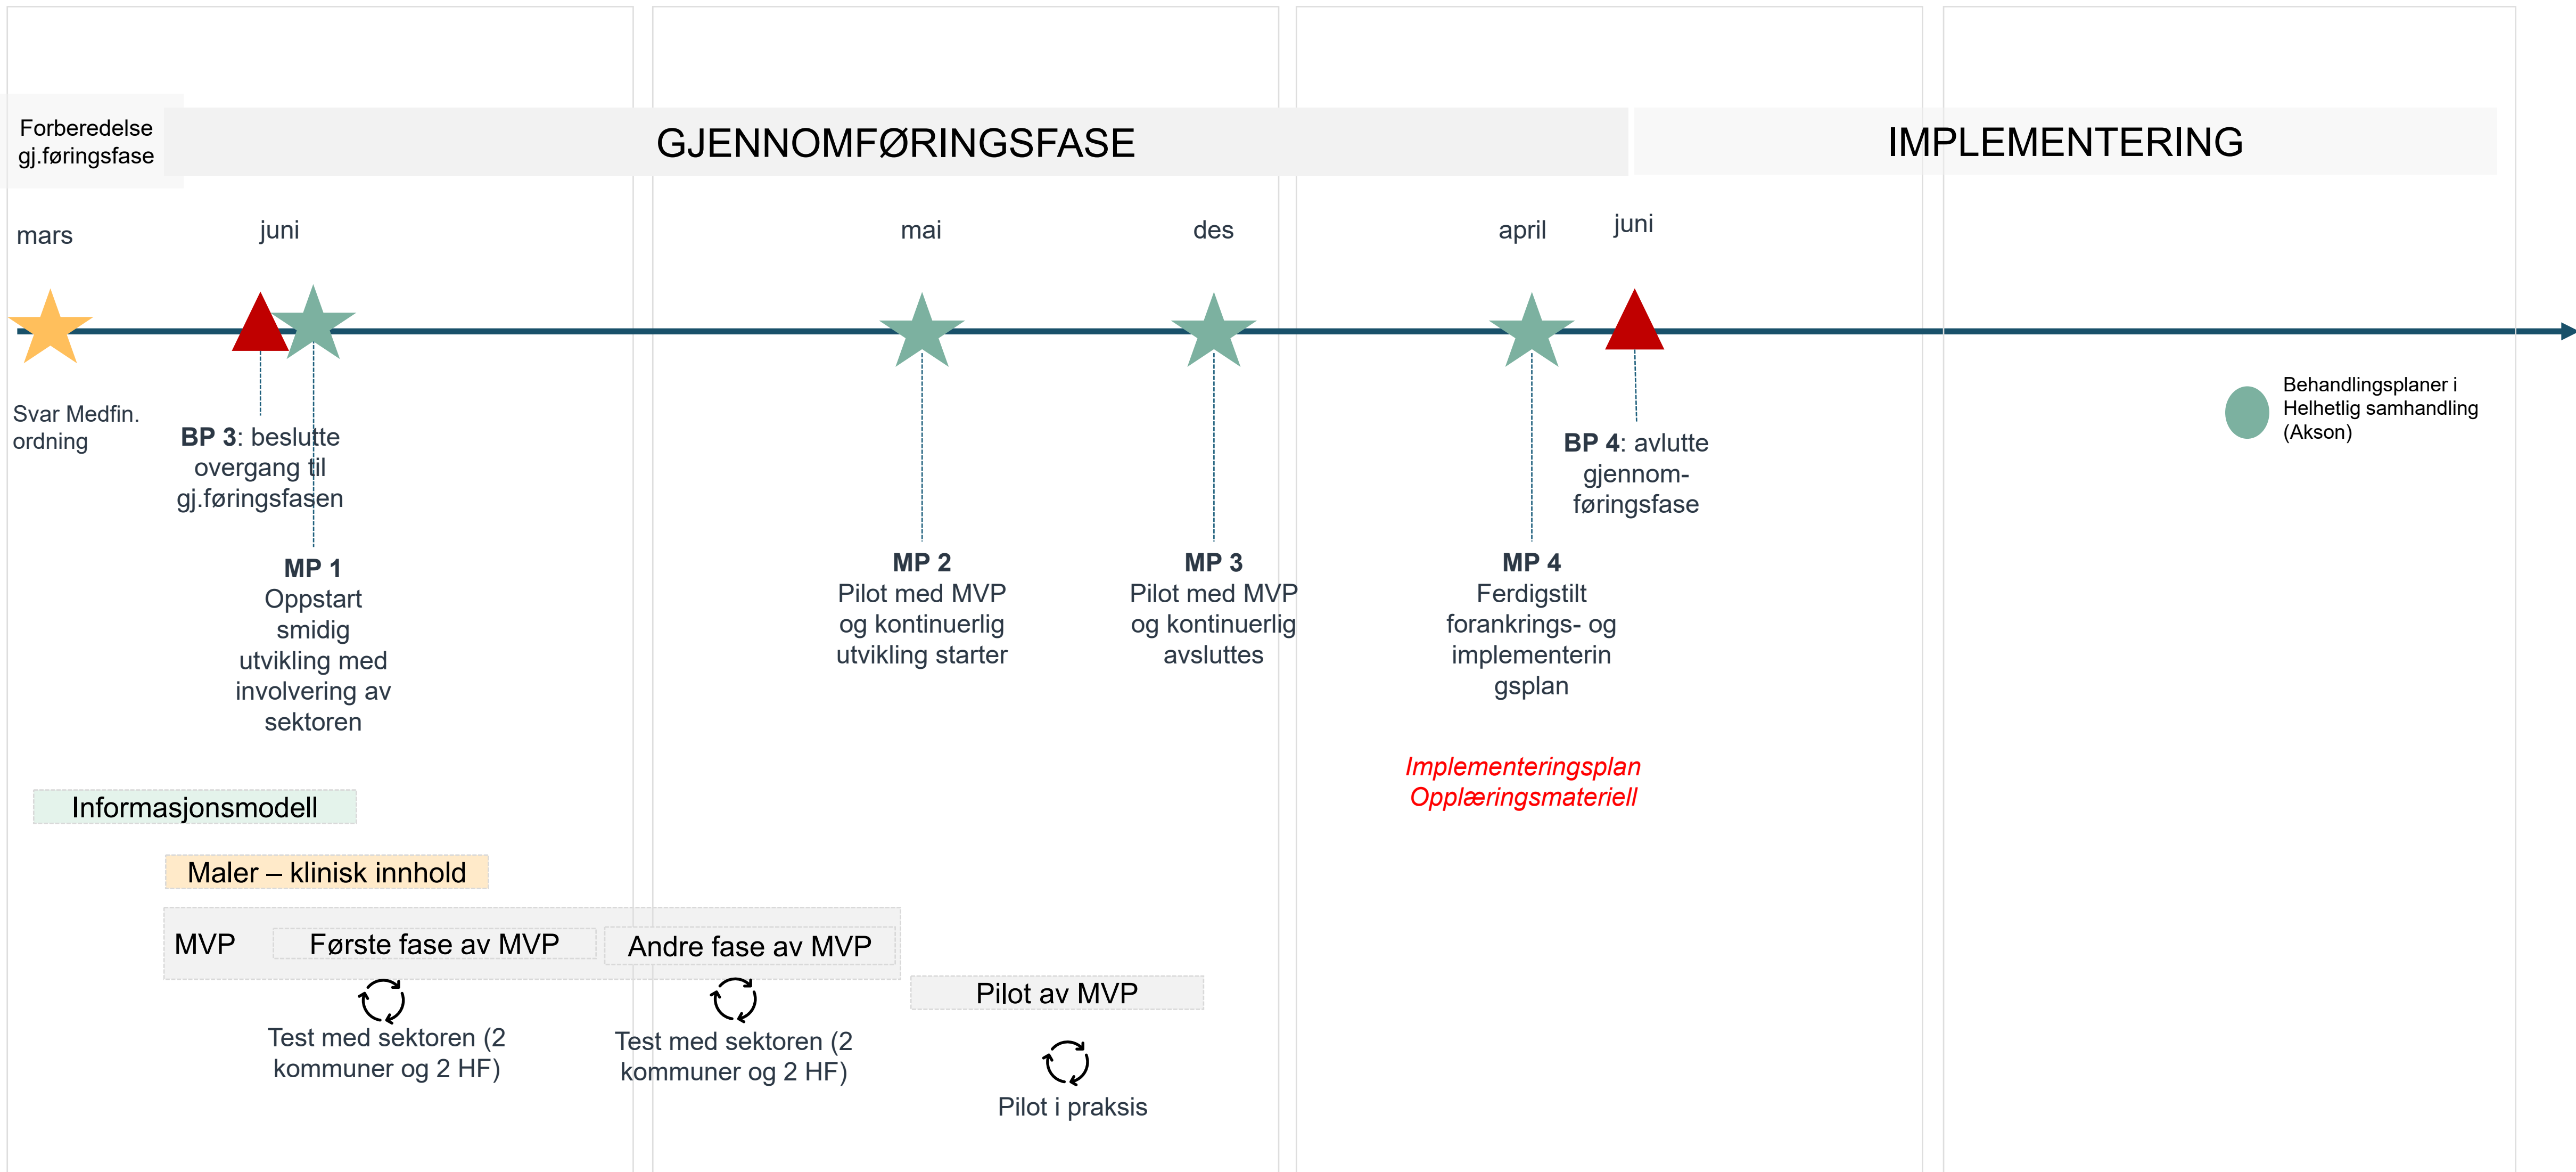 Forberedelse
gj.føringsfase
GJENNOMFØRINGSFASE
IMPLEMENTERING
mars
juni
mai
des
april
juni
Svar Medfin.
ordning
BP 3: beslutte
overgang til
gj.føringsfasen
BP 4: avlutte
gjennom-
føringsfase
Behandlingsplaner i
Helhetlig samhandling
(Akson)
MP 1
Oppstart
smidig
utvikling med
involvering av
sektoren
MP 2
Pilot med MVP
og kontinuerlig
utvikling starter
MP 3
Pilot med MVP
og kontinuerlig
avsluttes
MP 4
Ferdigstilt
forankrings- og
implementerin
gsplan
Implementeringsplan
Opplæringsmateriell
Informasjonsmodell
Maler – klinisk innhold
MVP
Første fase av MVP
Andre fase av MVP
Pilot av MVP
Test med sektoren (2
kommuner og 2 HF)
Test med sektoren (2
kommuner og 2 HF)
Pilot i praksis